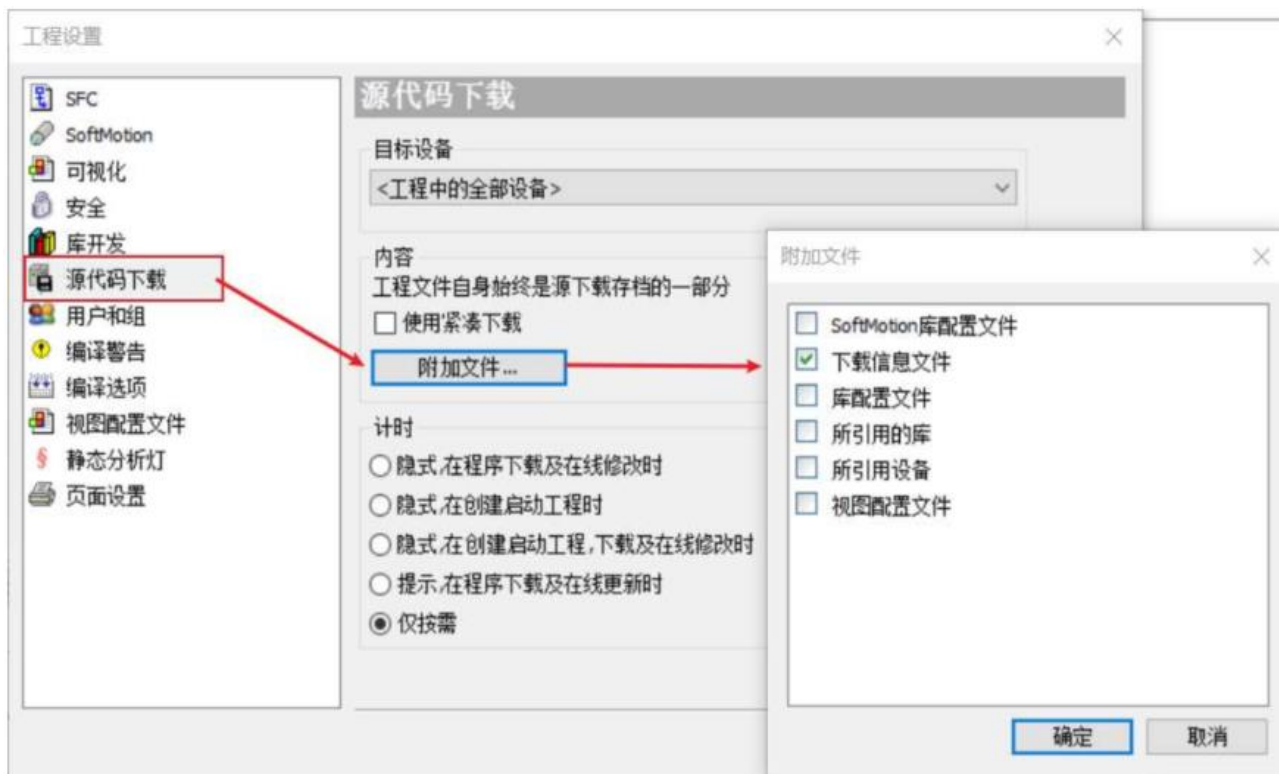 工程设置
SFC
SoftMotion
可视化
安全
库开发
源代码下载
用户和组
编译警告
编译选项
视图配置文件
静态分析灯
页面设置
源代码下载
目标设备
<工程中的全部设备>
内容
工程文件自身始终是源下载存档的一部分
使用紧凑下载
附加文件...
计时
隐式,在程序下载及在线修改时
隐式,在创建启动工程时
隐式,在创建启动工程,下载及在线修改时
提示,在程序下载及在线更新时
仅按需
附加文件
SoftMotion库配置文件
下载信息文件
库配置文件
所引用的库
所引用设备
视图配置文件
确定
取消